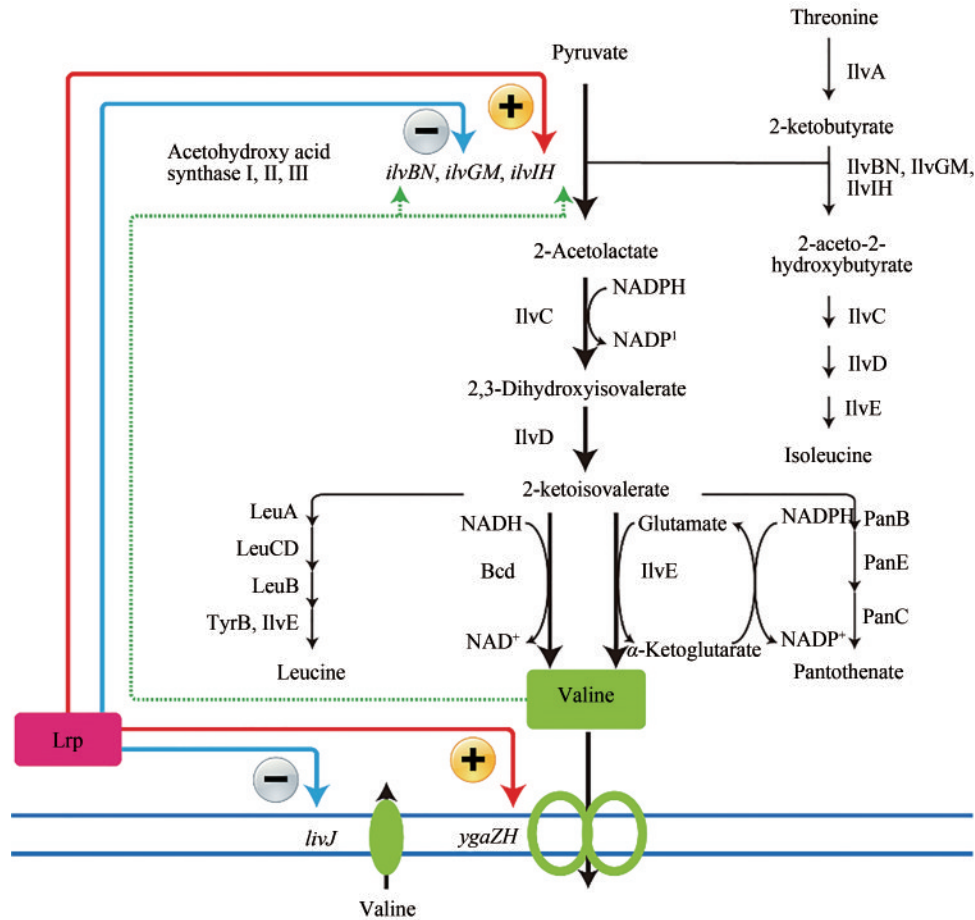 Threonine
Pyruvate
IlvA
2-ketobutyrate
+
−
Acetohydroxy acid
synthase I, II, III
ilvBN, ilvGM, ilvIH
IlvBN, IlvGM,
IlvIH
2-Acetolactate
2-aceto-2-
hydroxybutyrate
NADPH
IlvC
NADP¹
IlvC
IlvD
2,3-Dihydroxyisovalerate
IlvE
IlvD
Isoleucine
2-ketoisovalerate
LeuA
NADH
Glutamate
NADPH
PanB
LeuCD
Bcd
IlvE
PanE
LeuB
TyrB, IlvE
PanC
NAD⁺
α-Ketoglutarate
NADP⁺
Leucine
Pantothenate
Valine
Lrp
+
−
livJ
ygaZH
Valine